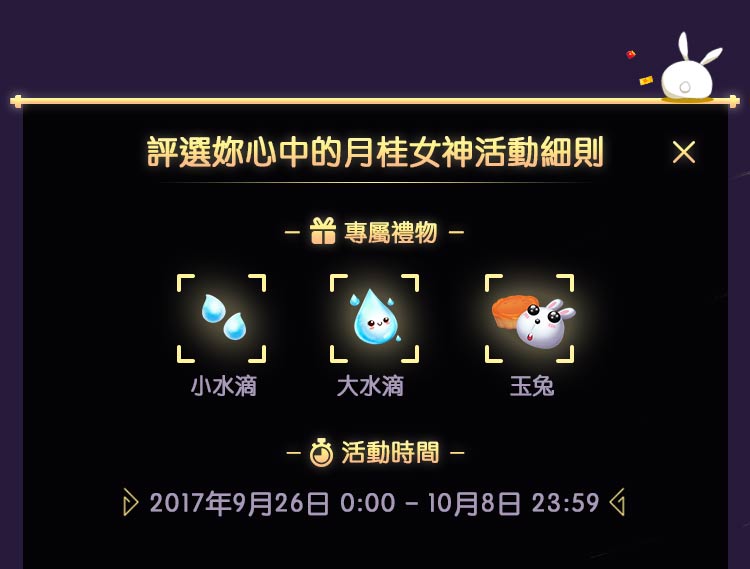 評選妳心中的月桂女神活動細則
- 專屬禮物 -
小水滴
大水滴
玉兔
- 活動時間 -
2017年9月26日 0:00 - 10月8日 23:59